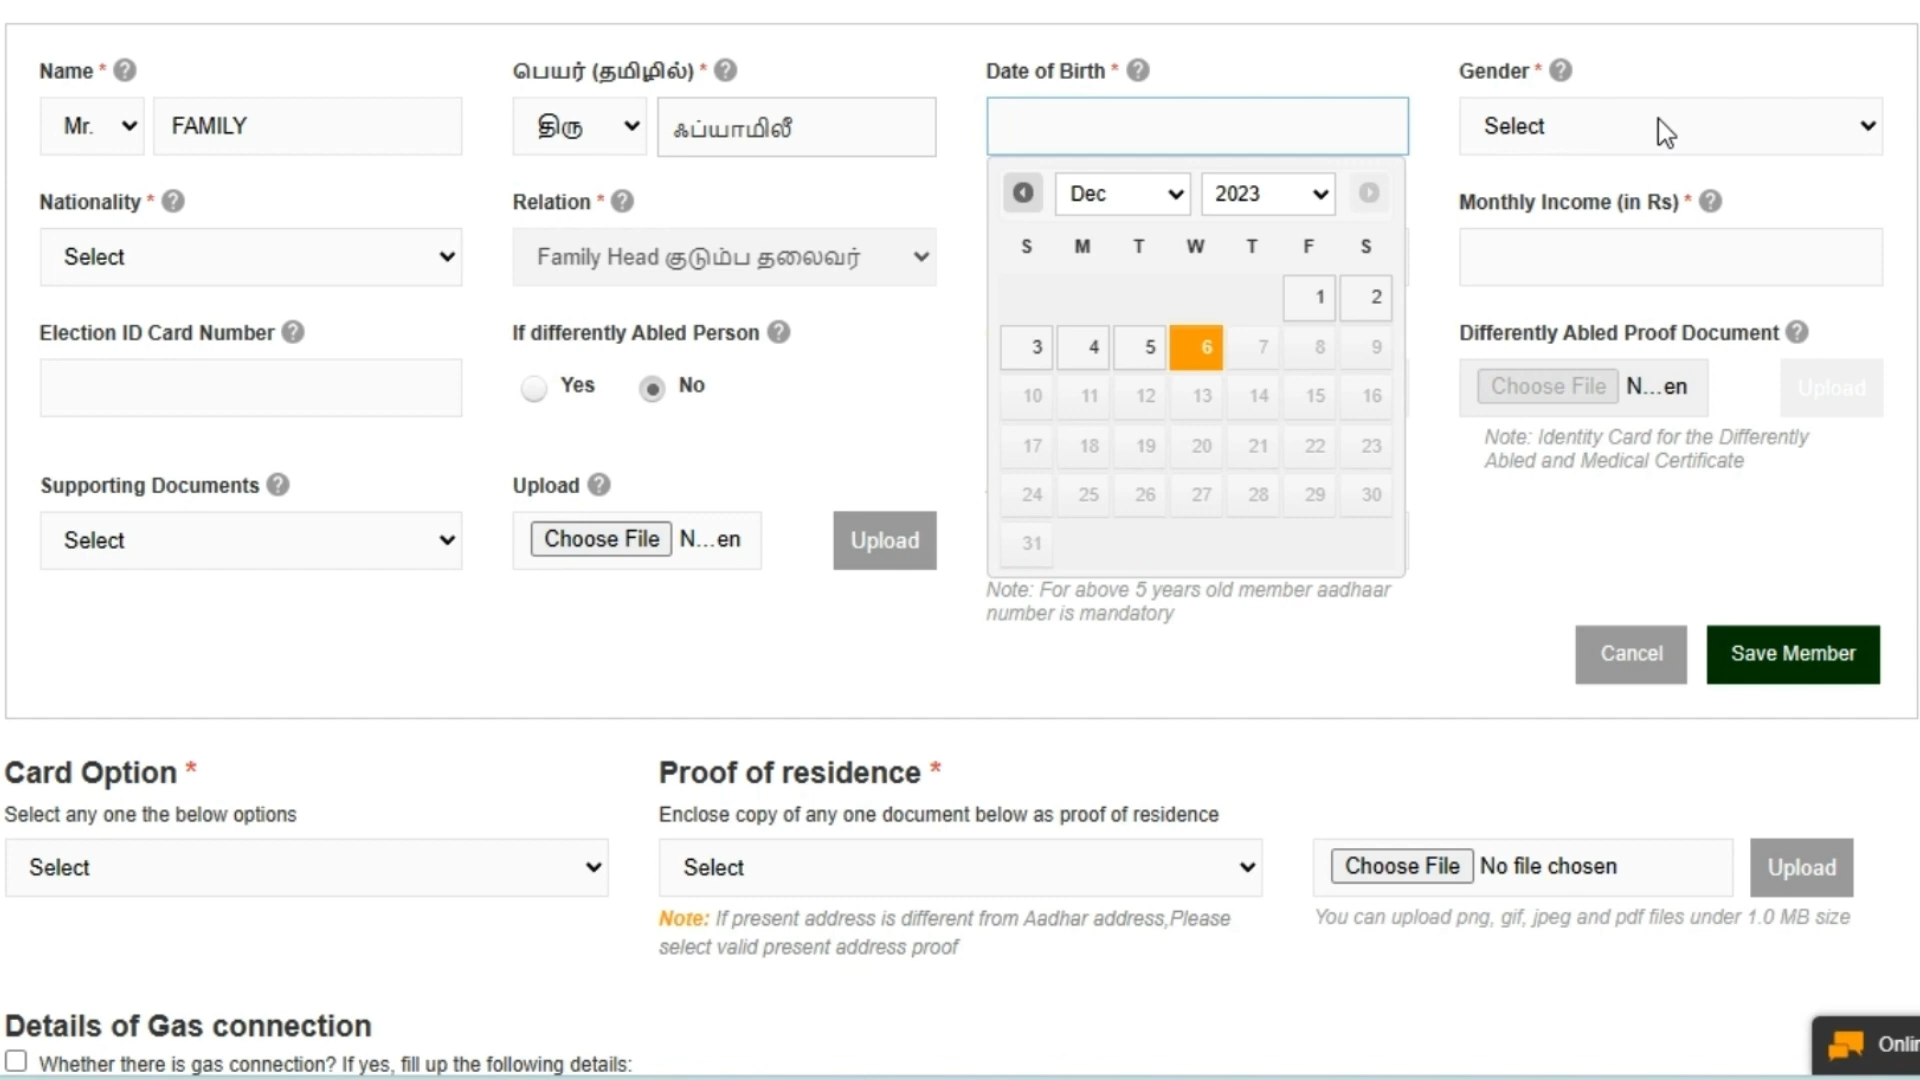 Name *
பெயர் (தமிழில்) *
Date of Birth *
Gender *
Mr.
FAMILY
திரு
ஃப்யாமிலீ
Select
Dec
2023
Nationality *
Relation *
Monthly Income (in Rs) *
Select
Family Head குடும்ப தலைவர்
S M T W T F S
1 2
3 4 5 6 7 8 9
10 11 12 13 14 15 16
17 18 19 20 21 22 23
24 25 26 27 28 29 30
31
Election ID Card Number
If differently Abled Person
Differently Abled Proof Document
Yes
No
Choose File N...en
Upload
Note: Identity Card for the Differently
Abled and Medical Certificate
Supporting Documents
Upload
Select
Choose File N...en
Upload
Note: For above 5 years old member aadhaar
number is mandatory
Cancel
Save Member
Card Option *
Proof of residence *
Select any one the below options
Enclose copy of any one document below as proof of residence
Select
Select
Choose File No file chosen
Upload
Note: If present address is different from Aadhar address,Please
select valid present address proof
You can upload png, gif, jpeg and pdf files under 1.0 MB size
Details of Gas connection
Whether there is gas connection? If yes, fill up the following details: